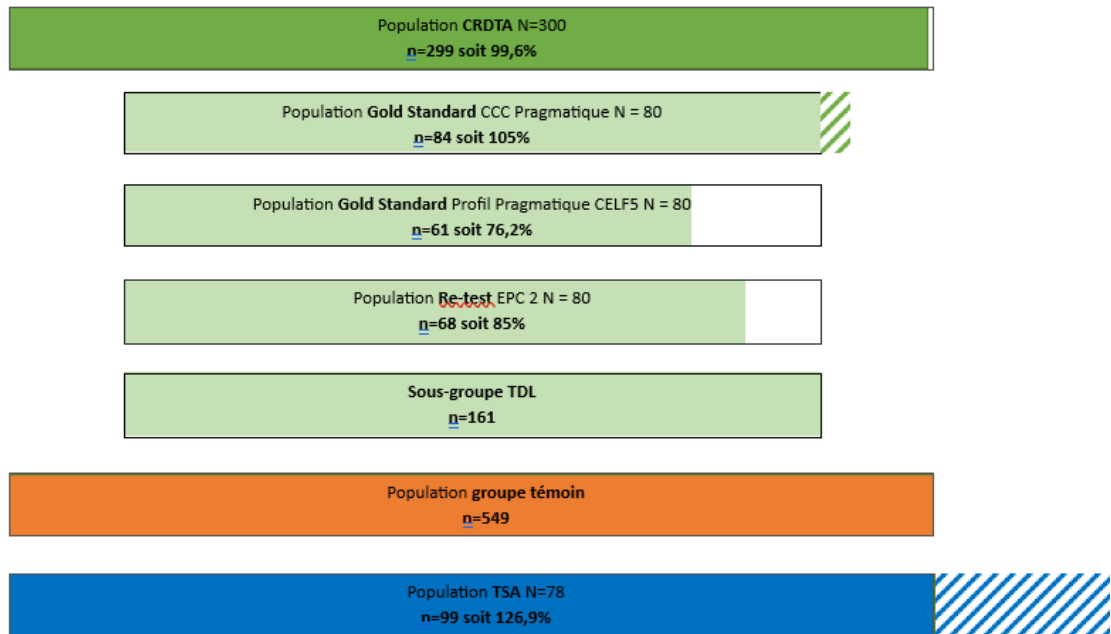 Population CRDTA N=300
n=299 soit 99,6%
Population Gold Standard CCC Pragmatique N = 80
n=84 soit 105%
Population Gold Standard Profil Pragmatique CELF5 N = 80
n=61 soit 76,2%
Population Re-test EPC 2 N = 80
n=68 soit 85%
Sous-groupe TDL
n=161
Population groupe témoin
n=549
Population TSA N=78
n=99 soit 126,9%